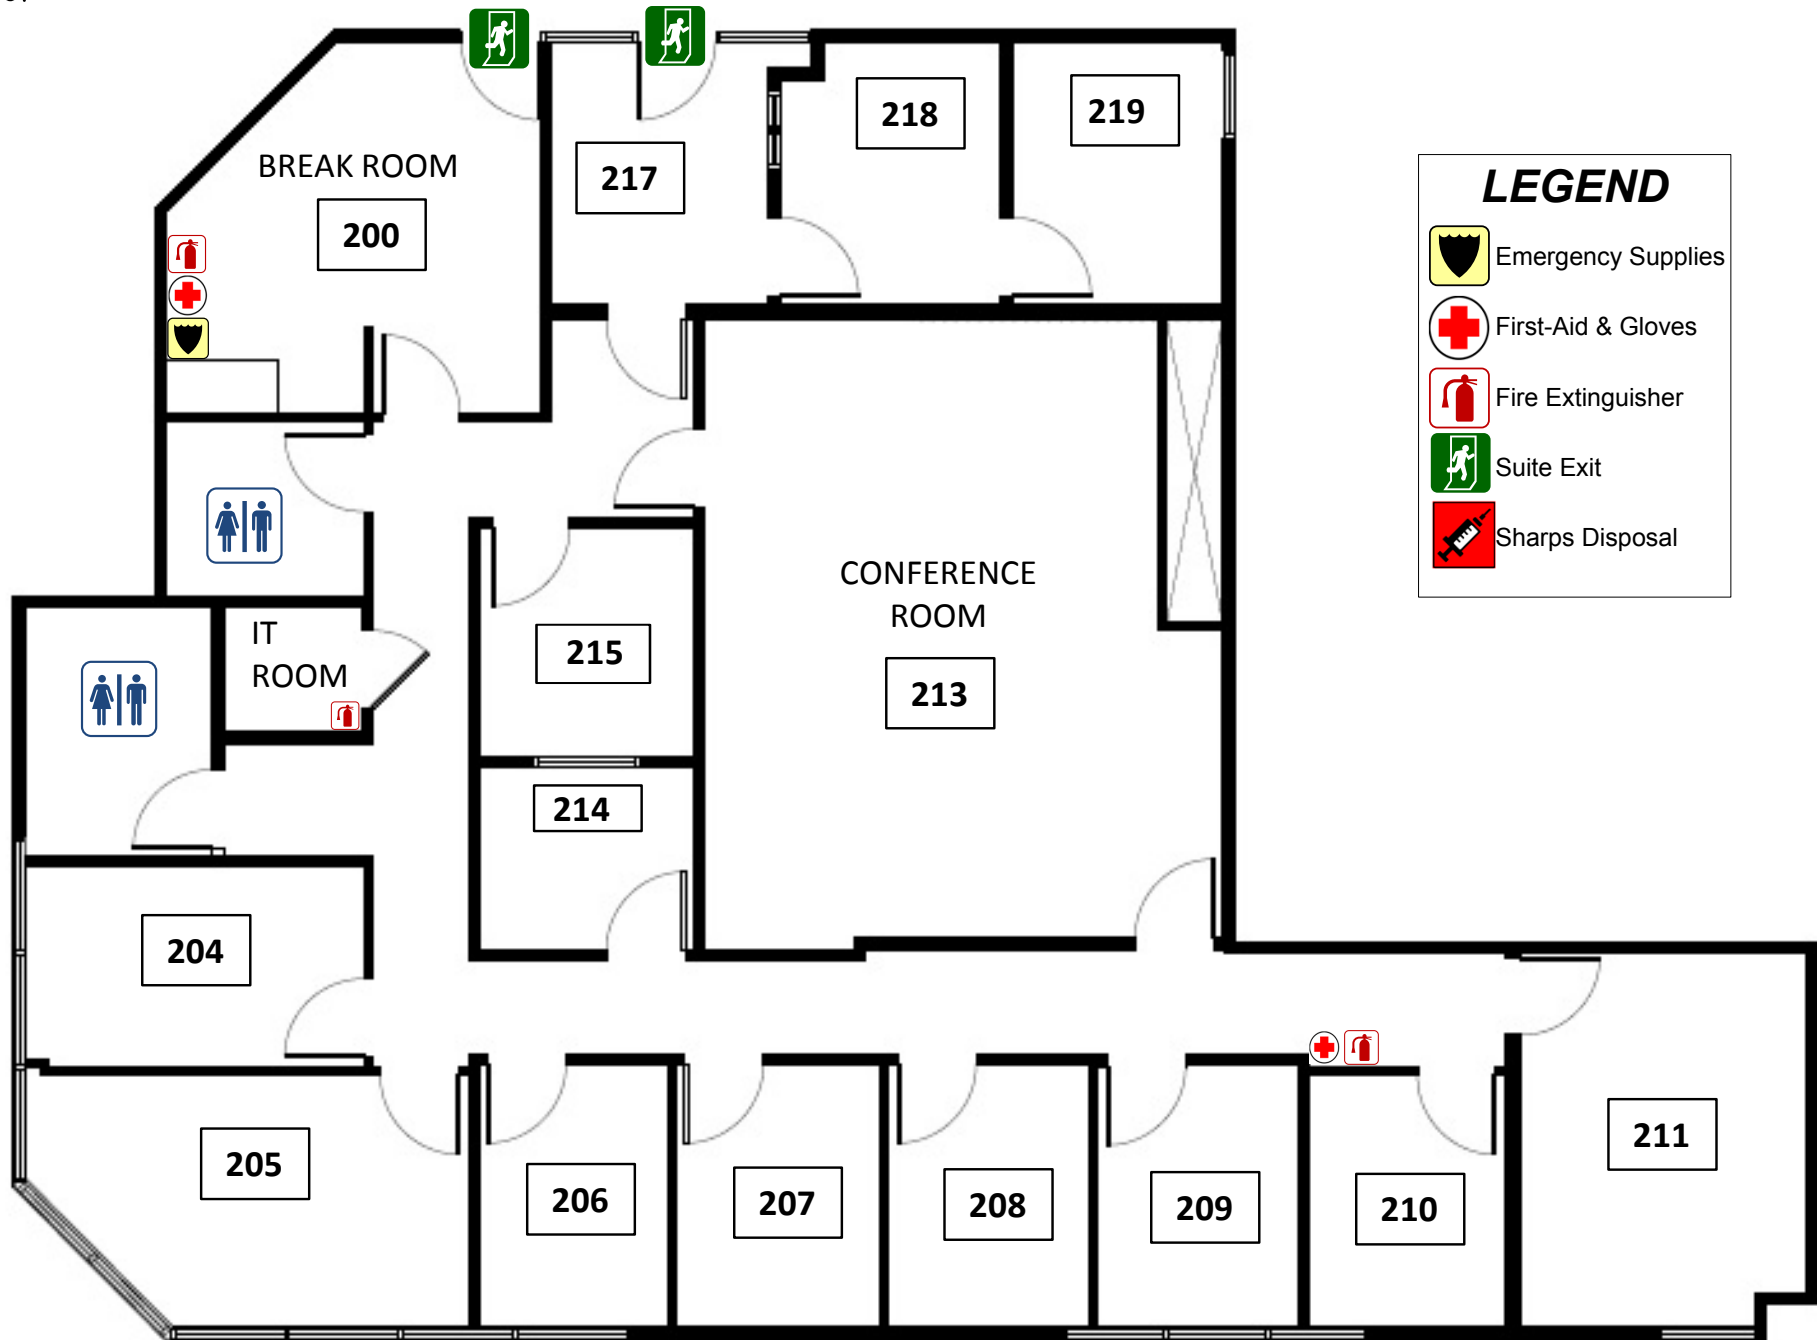 BREAK ROOM
200
217
218
219
LEGEND
Emergency Supplies
First-Aid & Gloves
Fire Extinguisher
Suite Exit
Sharps Disposal
CONFERENCE
ROOM
213
IT
ROOM
215
214
204
205
206
207
208
209
210
211